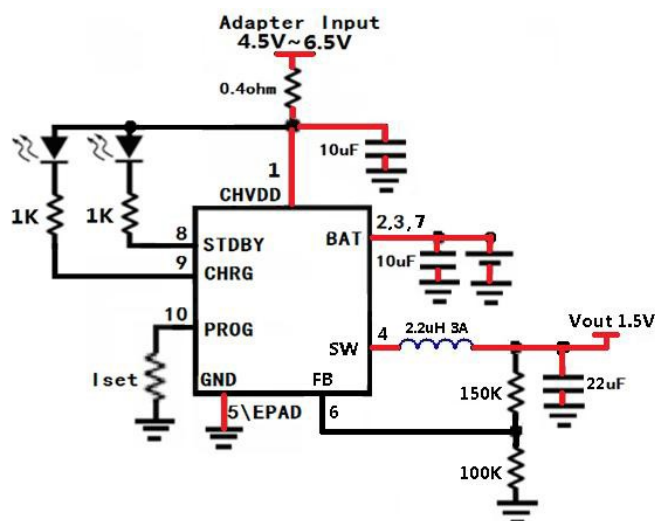 Adapter Input
4.5V~6.5V
0.4ohm
10uF
1
CHVDD
1K
1K
8
STDBY
BAT
2,3,7
9
CHRG
10uF
10
PROG
SW
4
2.2uH 3A
Vout 1.5V
Iset
GND
FB
5\EPAD
6
150K
22uF
100K